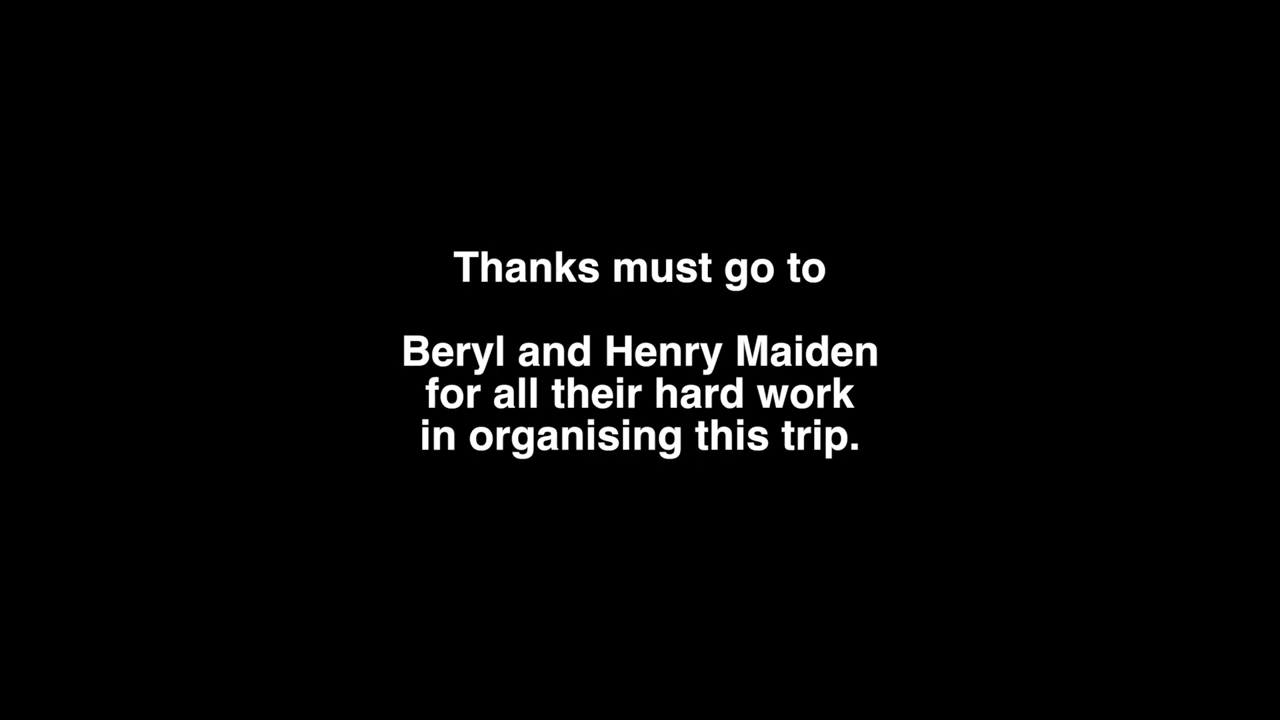 Thanks must go to
Beryl and Henry Maiden
for all their hard work
in organising this trip.